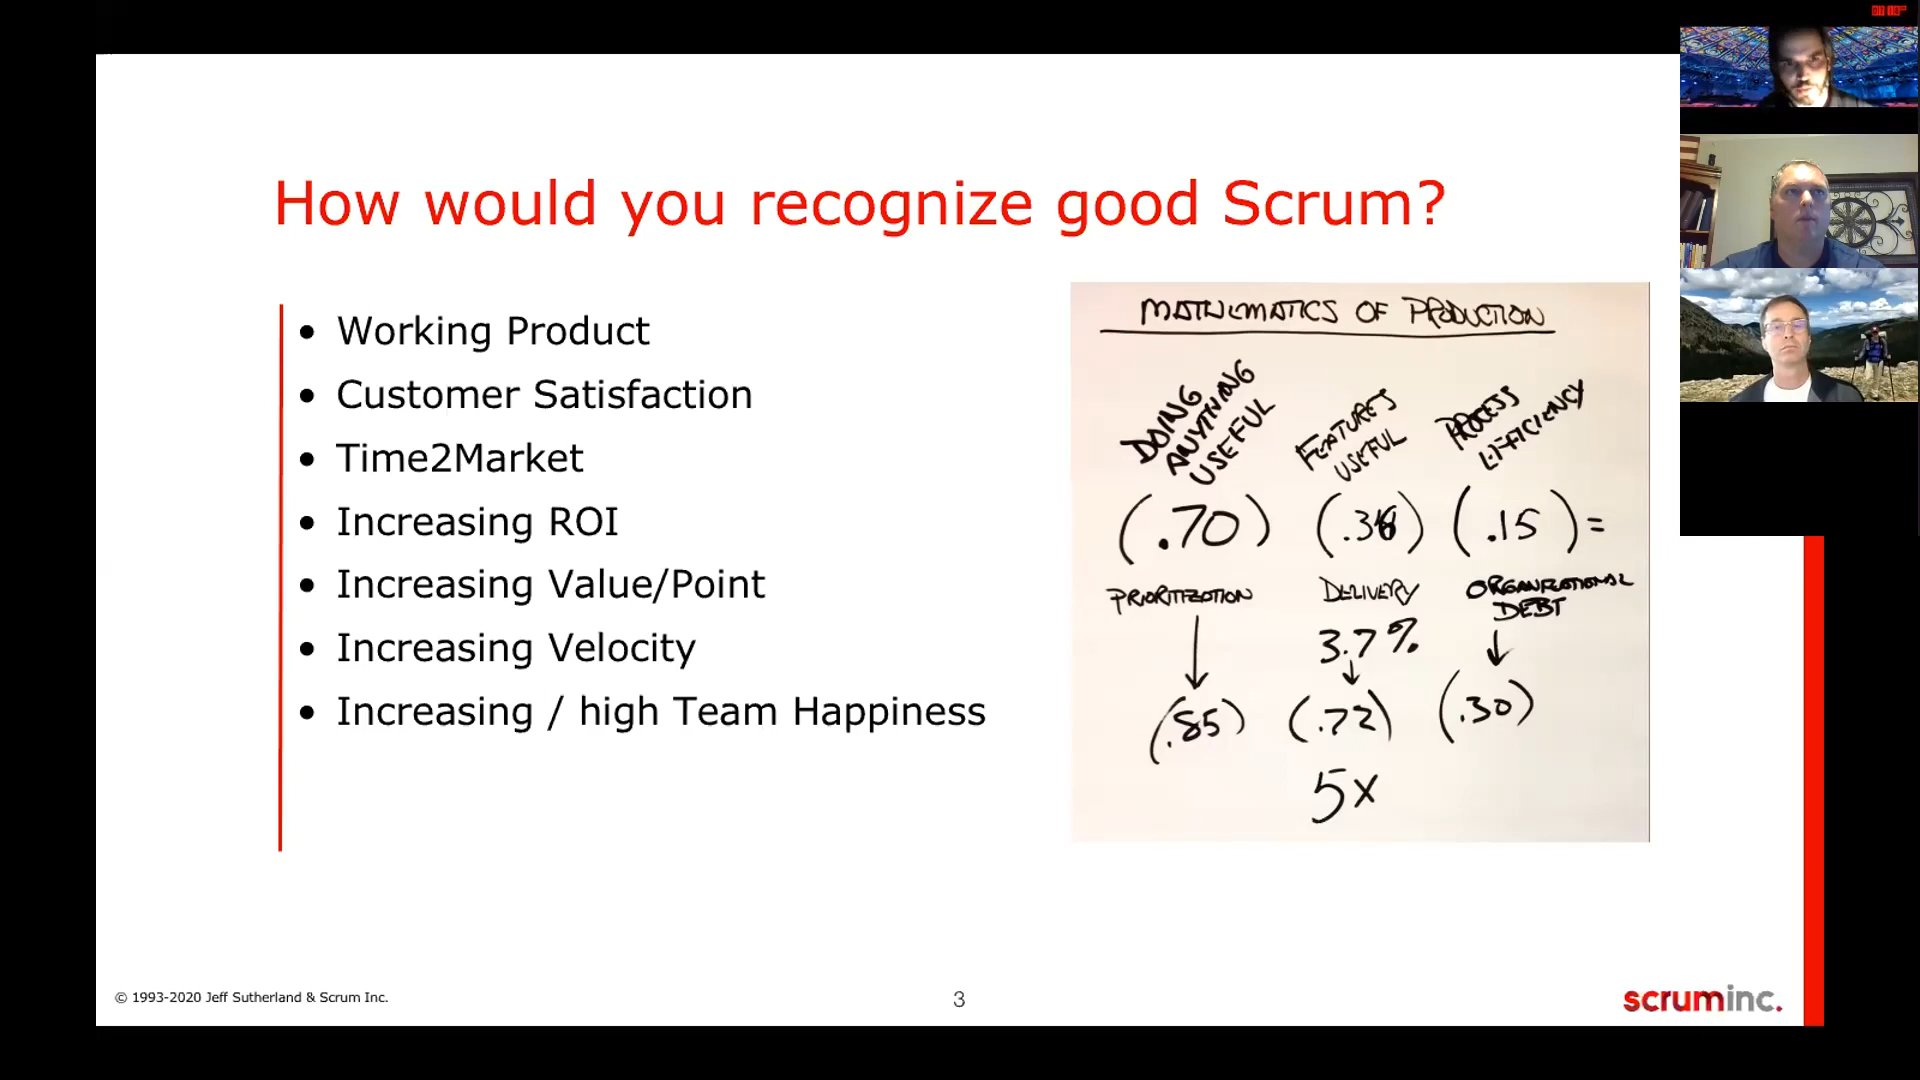 How would you recognize good Scrum?
• Working Product
• Customer Satisfaction
• Time2Market
• Increasing ROI
• Increasing Value/Point
• Increasing Velocity
• Increasing / high Team Happiness
MATHEMATICS OF PRODUCTION
DOING
ANYTHING
USEFUL
FEATURES
USEFUL
PROCESS
EFFICIENCY
(.70) (.36) (.15) =
PRIORITIZATION
DELIVERY
ORGANIZATIONAL
DEBT
3.7%
(.85) (.72) (.30)
5x
© 1993-2020 Jeff Sutherland & Scrum Inc.
3
scruminc.